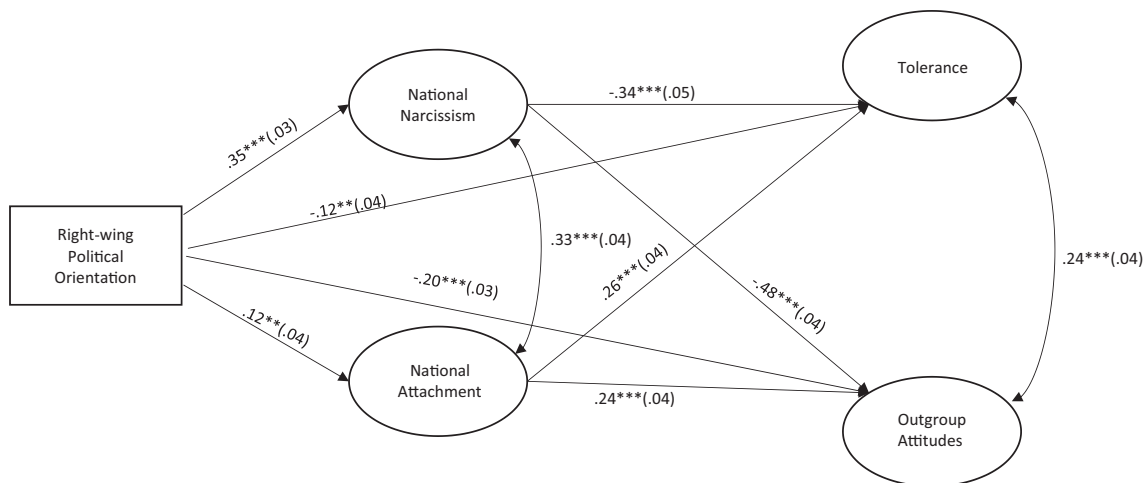 Tolerance
National
Narcissism
-.34***(.05)
.35***(.03)
-.12**(.04)
Right-wing
Political
Orientation
.33***(.04)
.26***(.04)
.24***(.04)
-.20***(.03)
-.48***(.04)
.12**(.04)
National
Attachment
.24***(.04)
Outgroup
Attitudes